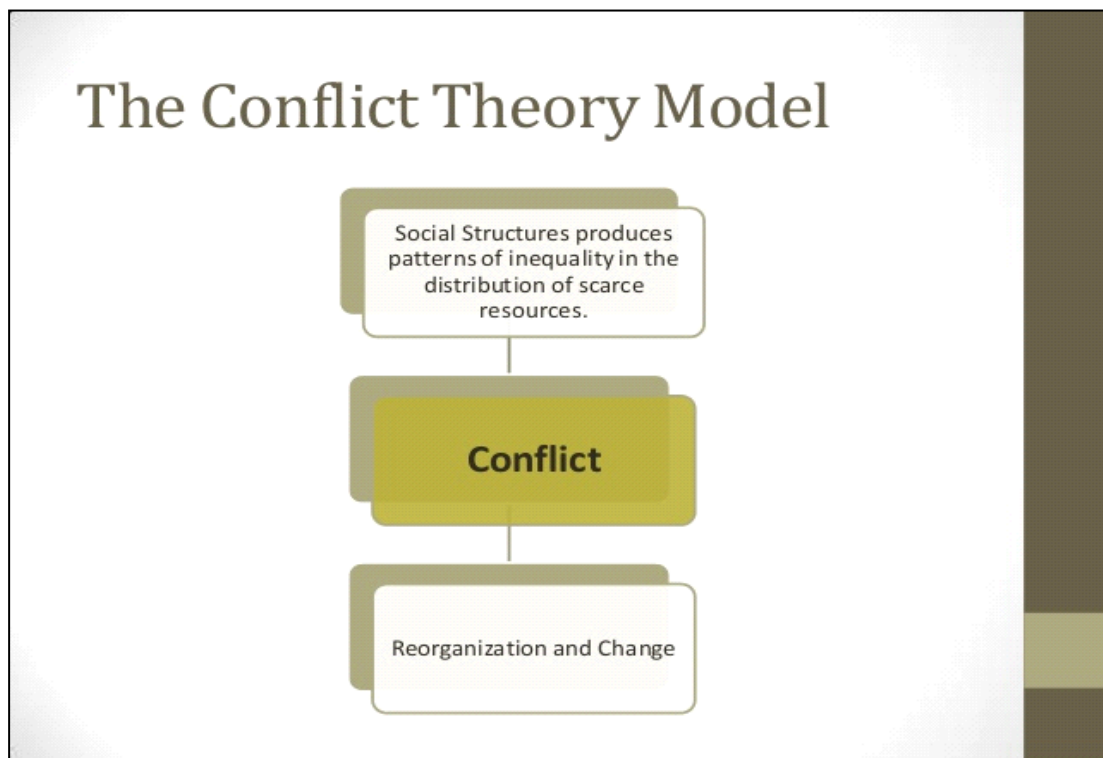 The Conflict Theory Model
Social Structures produces
patterns of inequality in the
distribution of scarce
resources.
Conflict
Reorganization and Change